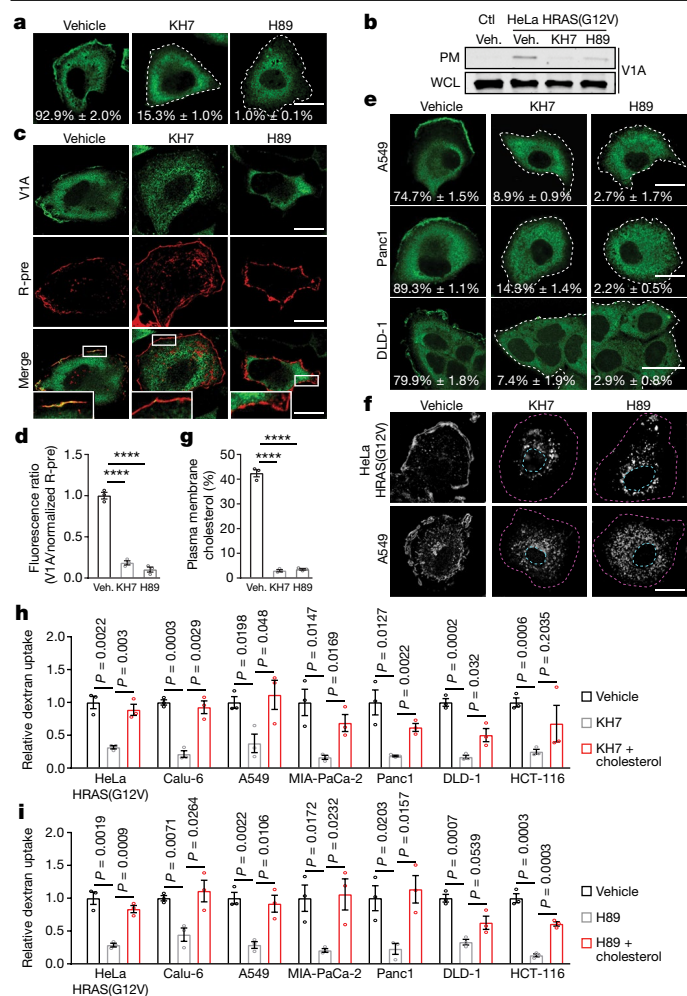 a
Vehicle KH7 H89
92.9% ± 2.0% 15.3% ± 1.0% 1.0% ± 0.1%
b
Ctl HeLa HRAS(G12V)
Veh. Veh. KH7 H89
PM
WCL
V1A
c
Vehicle KH7 H89
V1A
R-pre
Merge
d
Fluorescence ratio
(V1A/normalized R-pre)
1.5
1.0
0.5
0.0
****
****
Veh. KH7 H89
g
Plasma membrane
cholesterol (%)
50
40
30
20
10
0
****
****
Veh. KH7 H89
e
Vehicle KH7 H89
A549
74.7% ± 1.5% 8.9% ± 0.9% 2.7% ± 1.7%
Panc1
89.3% ± 1.1% 14.3% ± 1.4% 2.2% ± 0.5%
DLD-1
79.9% ± 1.8% 7.4% ± 1.9% 2.9% ± 0.8%
f
Vehicle KH7 H89
HeLa
HRAS(G12V)
A549
h
Relative dextran uptake
2.0
1.5
1.0
0.5
0
P = 0.0022 P = 0.003 P = 0.0003 P = 0.0029 P = 0.0198 P = 0.048 P = 0.0147 P = 0.0169 P = 0.0127 P = 0.0022 P = 0.0002 P = 0.032 P = 0.0006 P = 0.2035
HeLa Calu-6 A549 MIA-PaCa-2 Panc1 DLD-1 HCT-116
HRAS(G12V)
Vehicle
KH7
KH7 +
cholesterol
i
Relative dextran uptake
2.0
1.5
1.0
0.5
0
P = 0.0019 P = 0.0009 P = 0.0071 P = 0.0264 P = 0.0022 P = 0.0106 P = 0.0172 P = 0.0232 P = 0.0203 P = 0.0157 P = 0.0007 P = 0.0539 P = 0.0003 P = 0.0003
HeLa Calu-6 A549 MIA-PaCa-2 Panc1 DLD-1 HCT-116
HRAS(G12V)
Vehicle
H89
H89 +
cholesterol